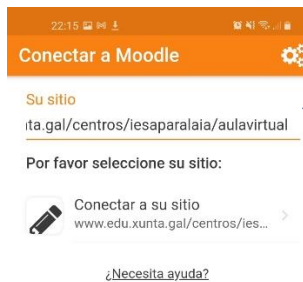 22:15
Conectar a Moodle
Su sitio
nta.gal/centros/iesaparalaia/aulavirtual
Por favor seleccione su sitio:
Conectar a su sitio
www.edu.xunta.gal/centros/ies...
¿Necesita ayuda?